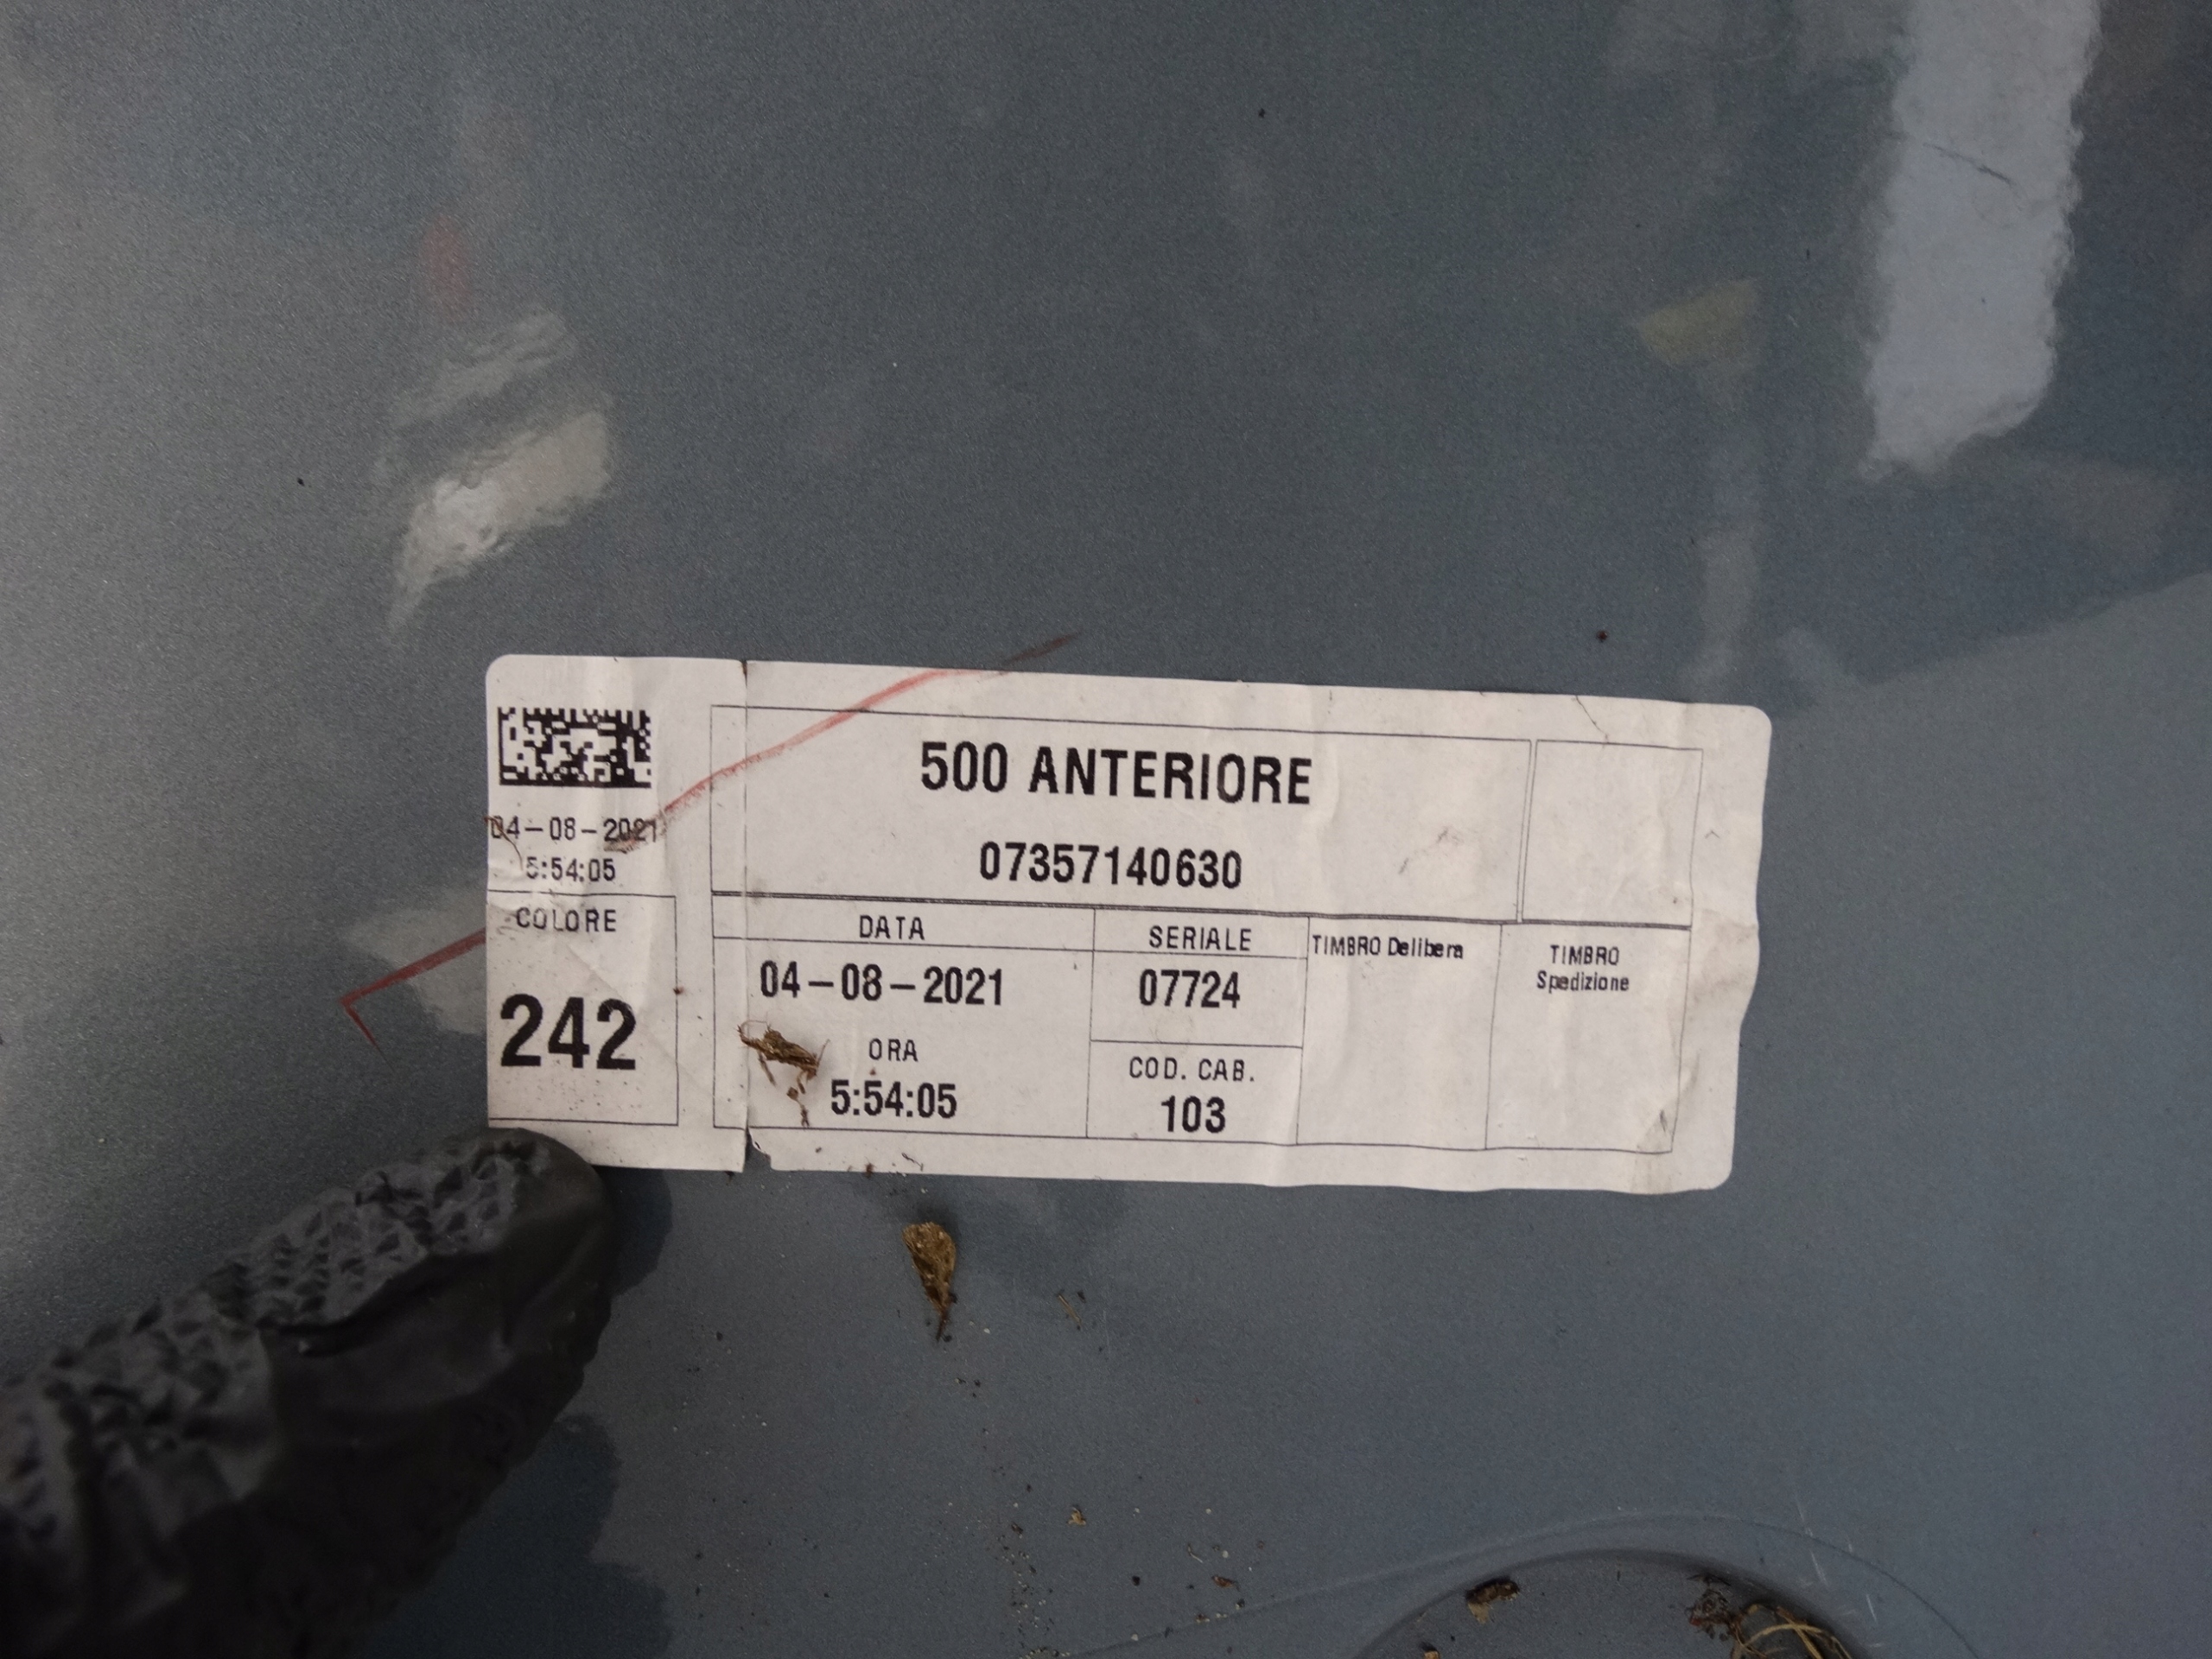 04-08-2021
5:54:05
COLORE
242
500 ANTERIORE
07357140630
DATA
04-08-2021
ORA
5:54:05
SERIALE
07724
COD. CAB.
103
TIMBRO Delibera
TIMBRO
Spedizione